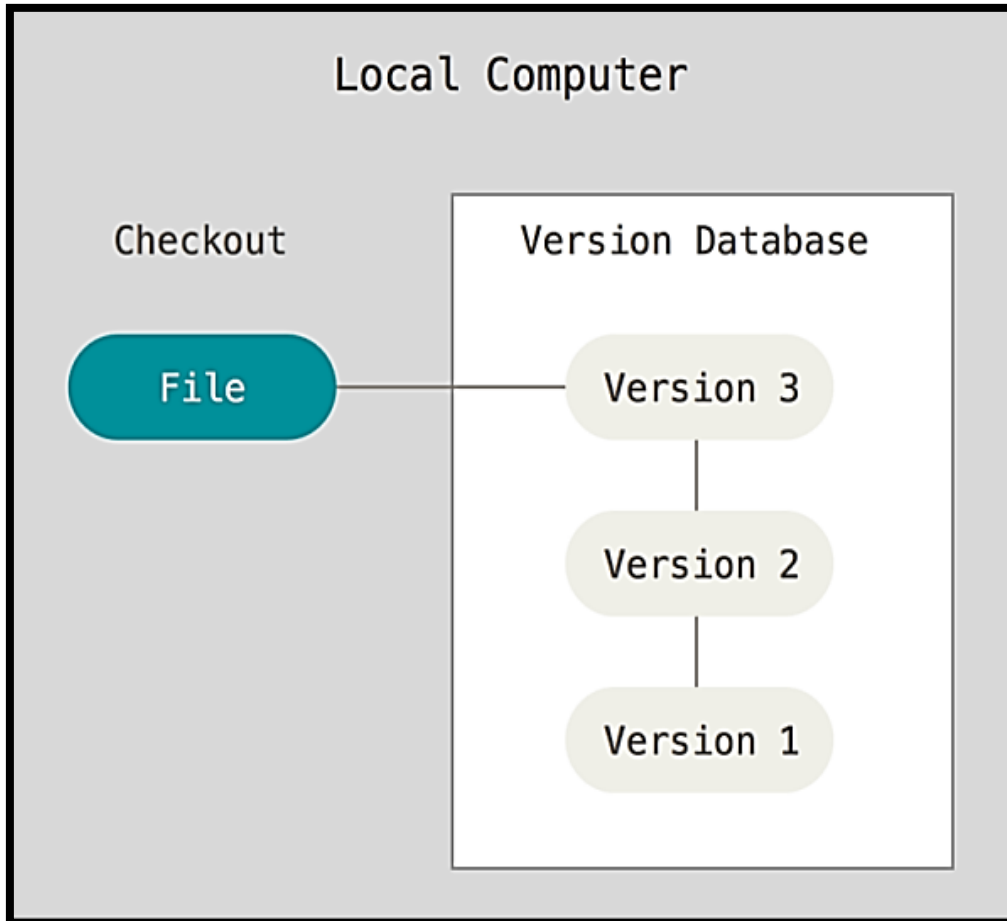 Local Computer
Checkout
Version Database
File
Version 3
Version 2
Version 1